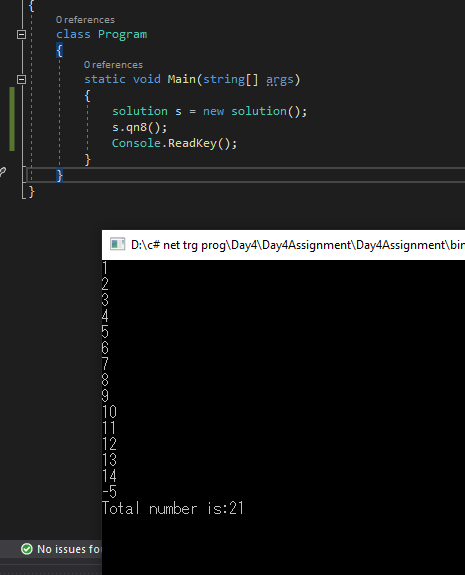 {
0 references
class Program
{
0 references
static void Main(string[] args)
{
solution s = new solution();
s.qn8();
Console.ReadKey();
}
}
}
D:\c# net trg prog\Day4\Day4Assignment\Day4Assignment\bin
1
2
3
4
5
6
7
8
9
10
11
12
13
14
-5
Total number is:21
No issues fo